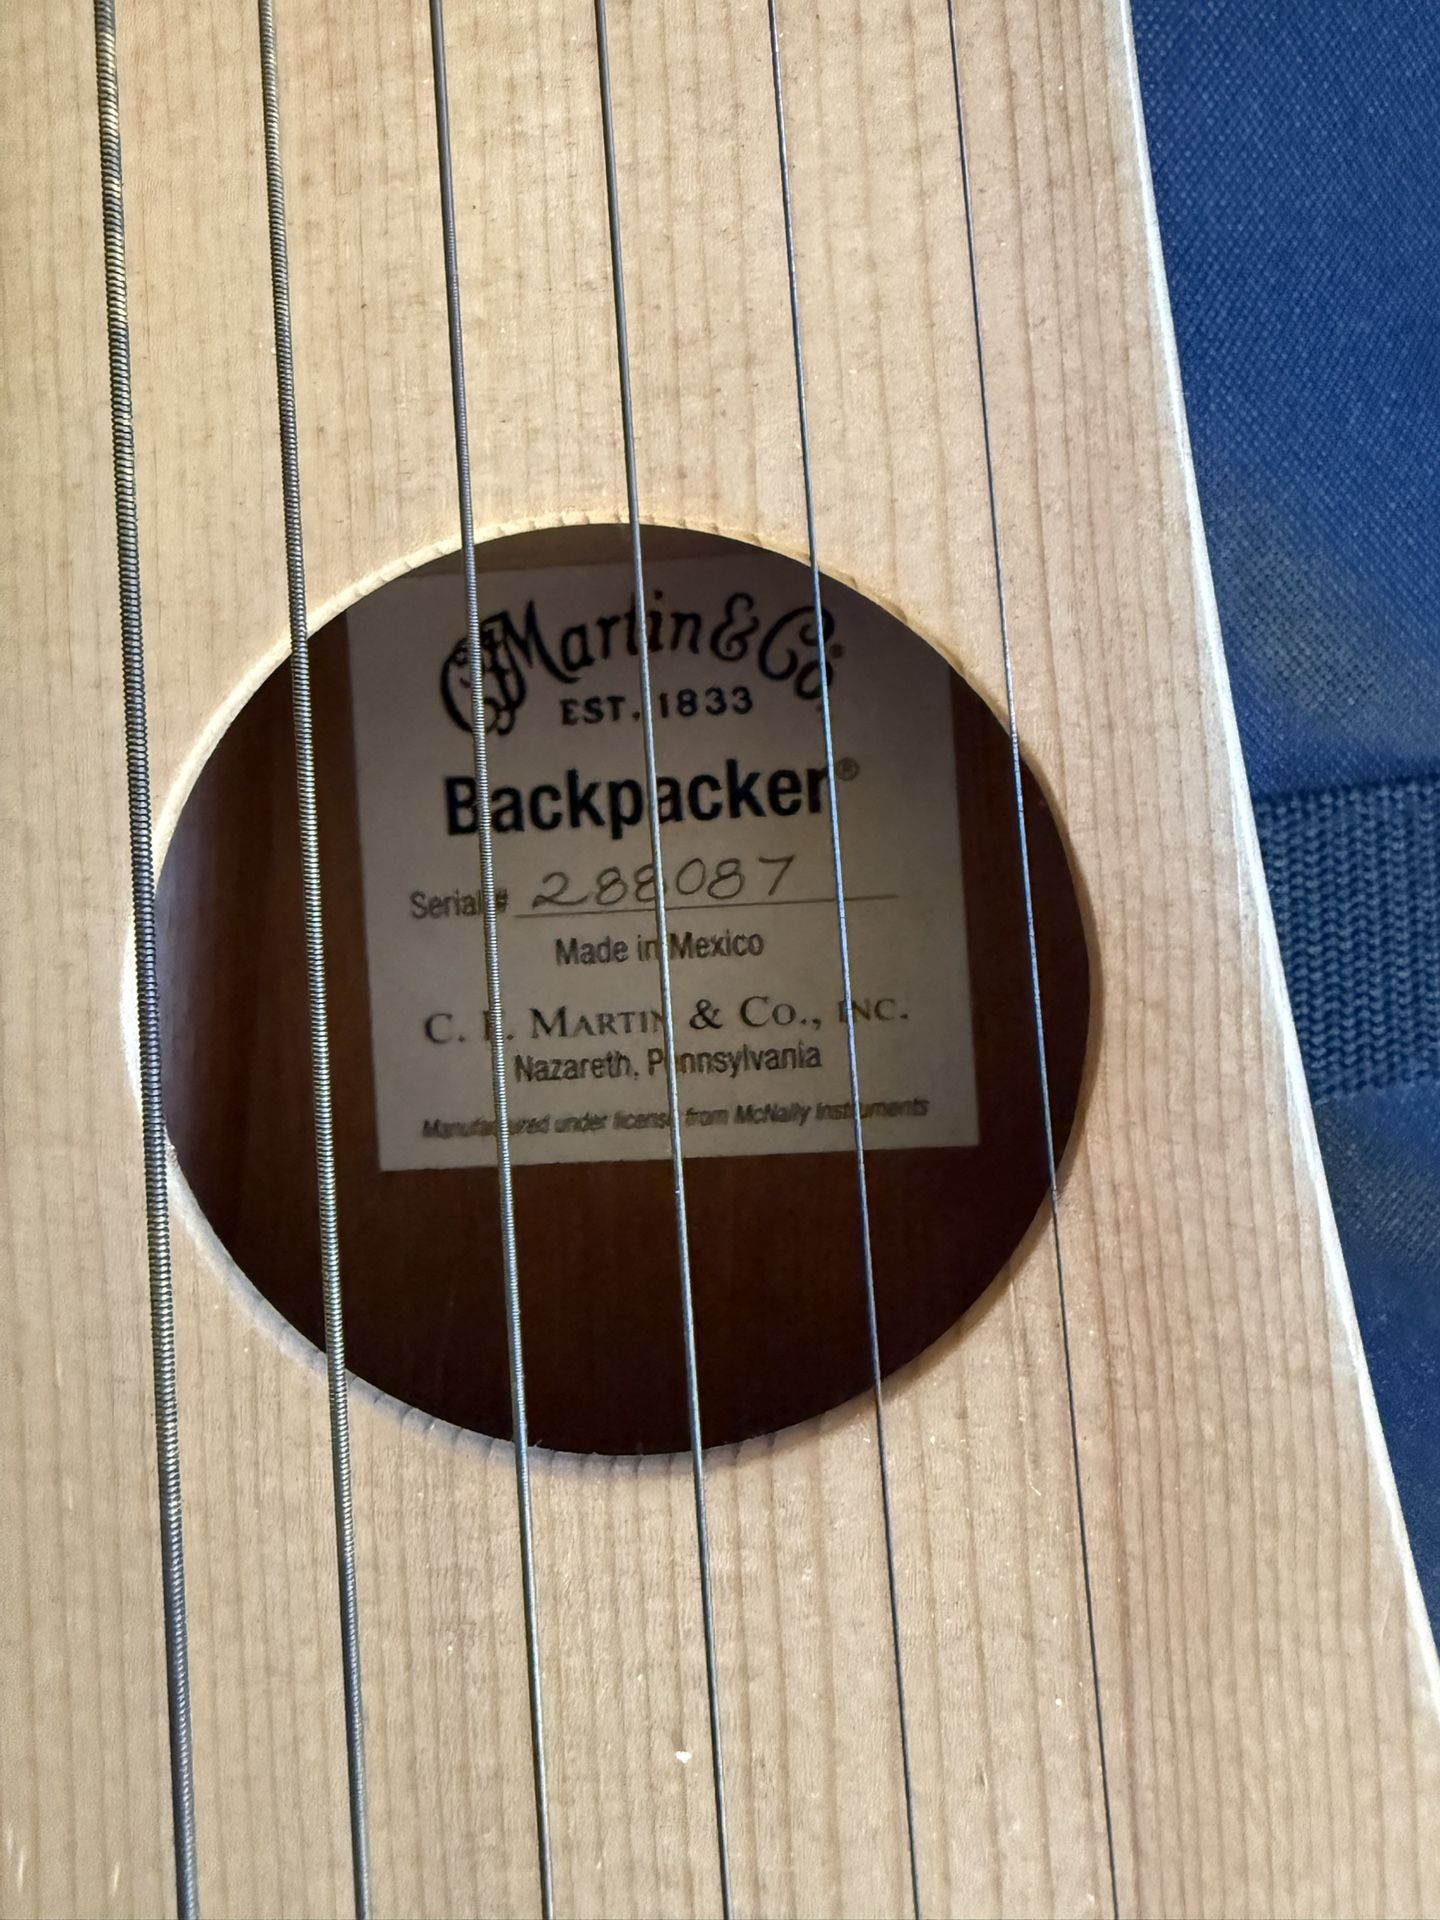 CF Martin & Co.
EST. 1833
Backpacker®
Serial # 288087
Made in Mexico
C. F. MARTIN & CO., INC.
Nazareth, Pennsylvania
Manufactured under license from McNally Instruments